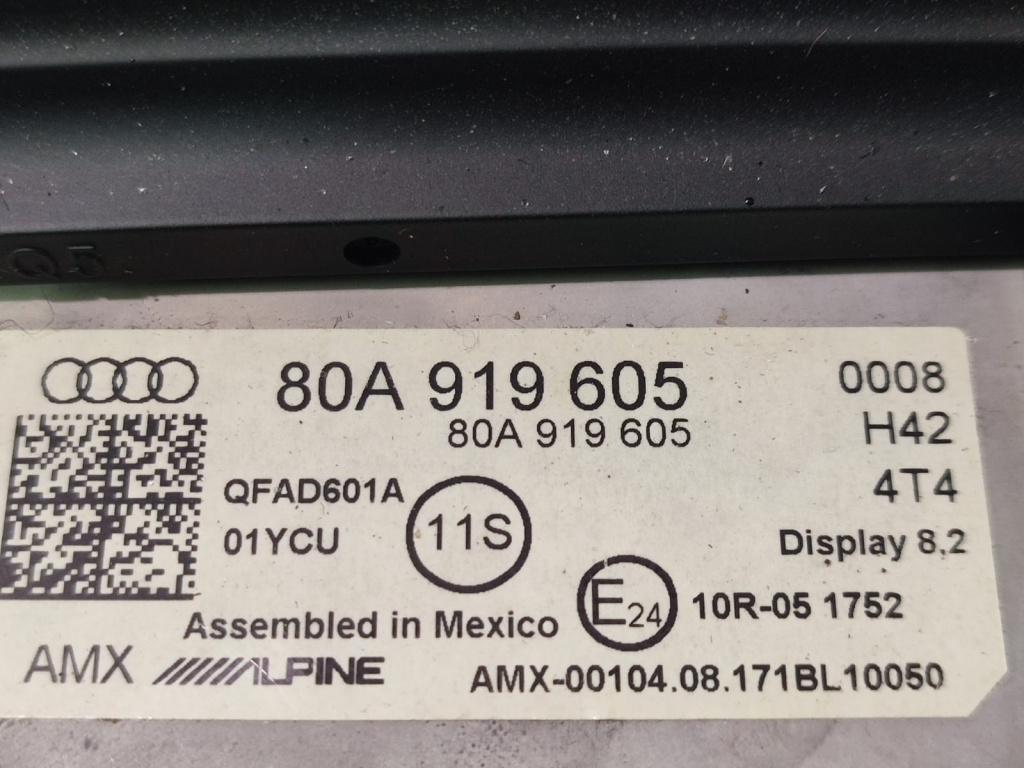 Q5
80A 919 605
0008
80A 919 605
H42
QFAD601A
4T4
01YCU
11S
Display 8.2
E24
10R-05 1752
Assembled in Mexico
AMX
ALPINE
AMX-00104.08.171BL10050